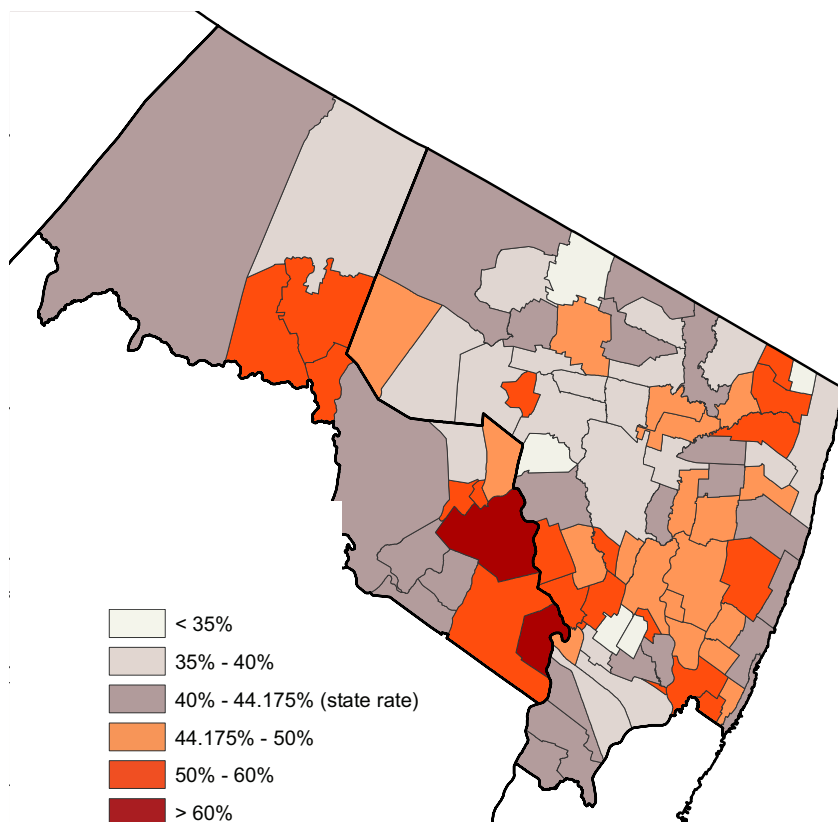 < 35%
35% - 40%
40% - 44.175% (state rate)
44.175% - 50%
50% - 60%
> 60%